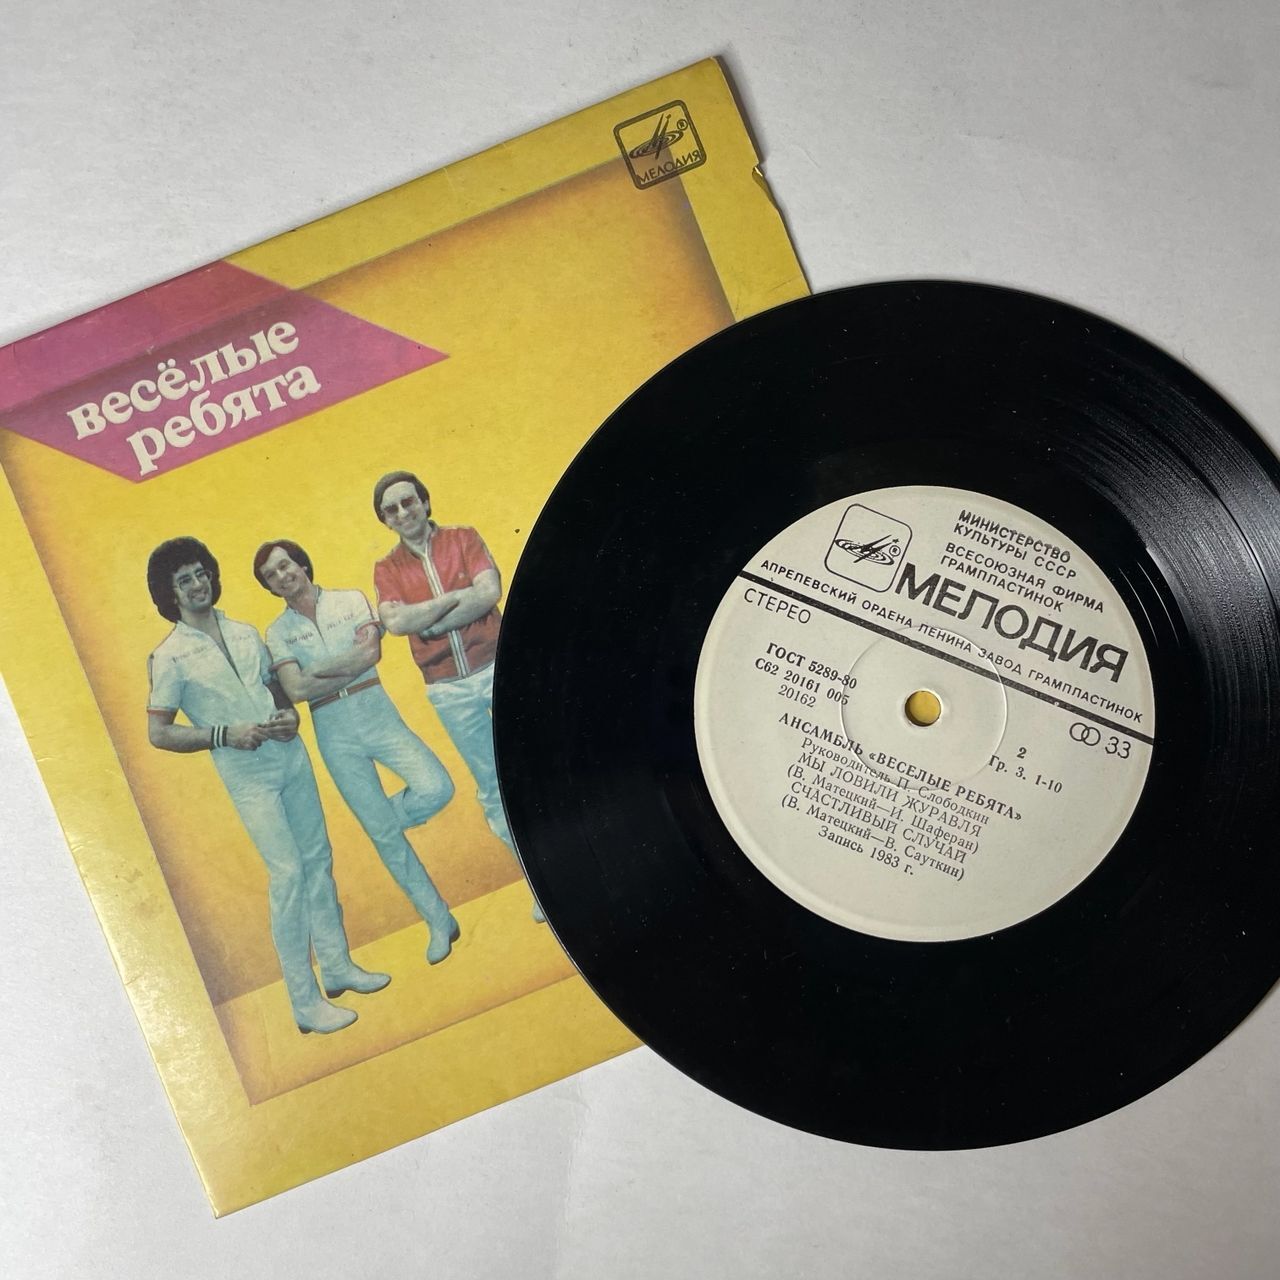 МЕЛОДИЯ
весёлые
ребята
МИНИСТЕРСТВО
КУЛЬТУРЫ СССР
ВСЕСОЮЗНАЯ ФИРМА
ГРАМПЛАСТИНОК
МЕЛОДИЯ
АПРЕЛЕВСКИЙ ОРДЕНА ЛЕНИНА ЗАВОД ГРАМПЛАСТИНОК
СТЕРЕО
33
ГОСТ 5289-80
С62 20161 005
20162
2
Гр. 3. 1-10
АНСАМБЛЬ «ВЕСЕЛЫЕ РЕБЯТА»
Руководитель П. Слободкин
МЫ ЛОВИЛИ ЖУРАВЛЯ
(В. Матецкий—И. Шаферан)
СЧАСТЛИВЫЙ СЛУЧАЙ
(В. Матецкий—В. Сауткин)
Запись 1983 г.